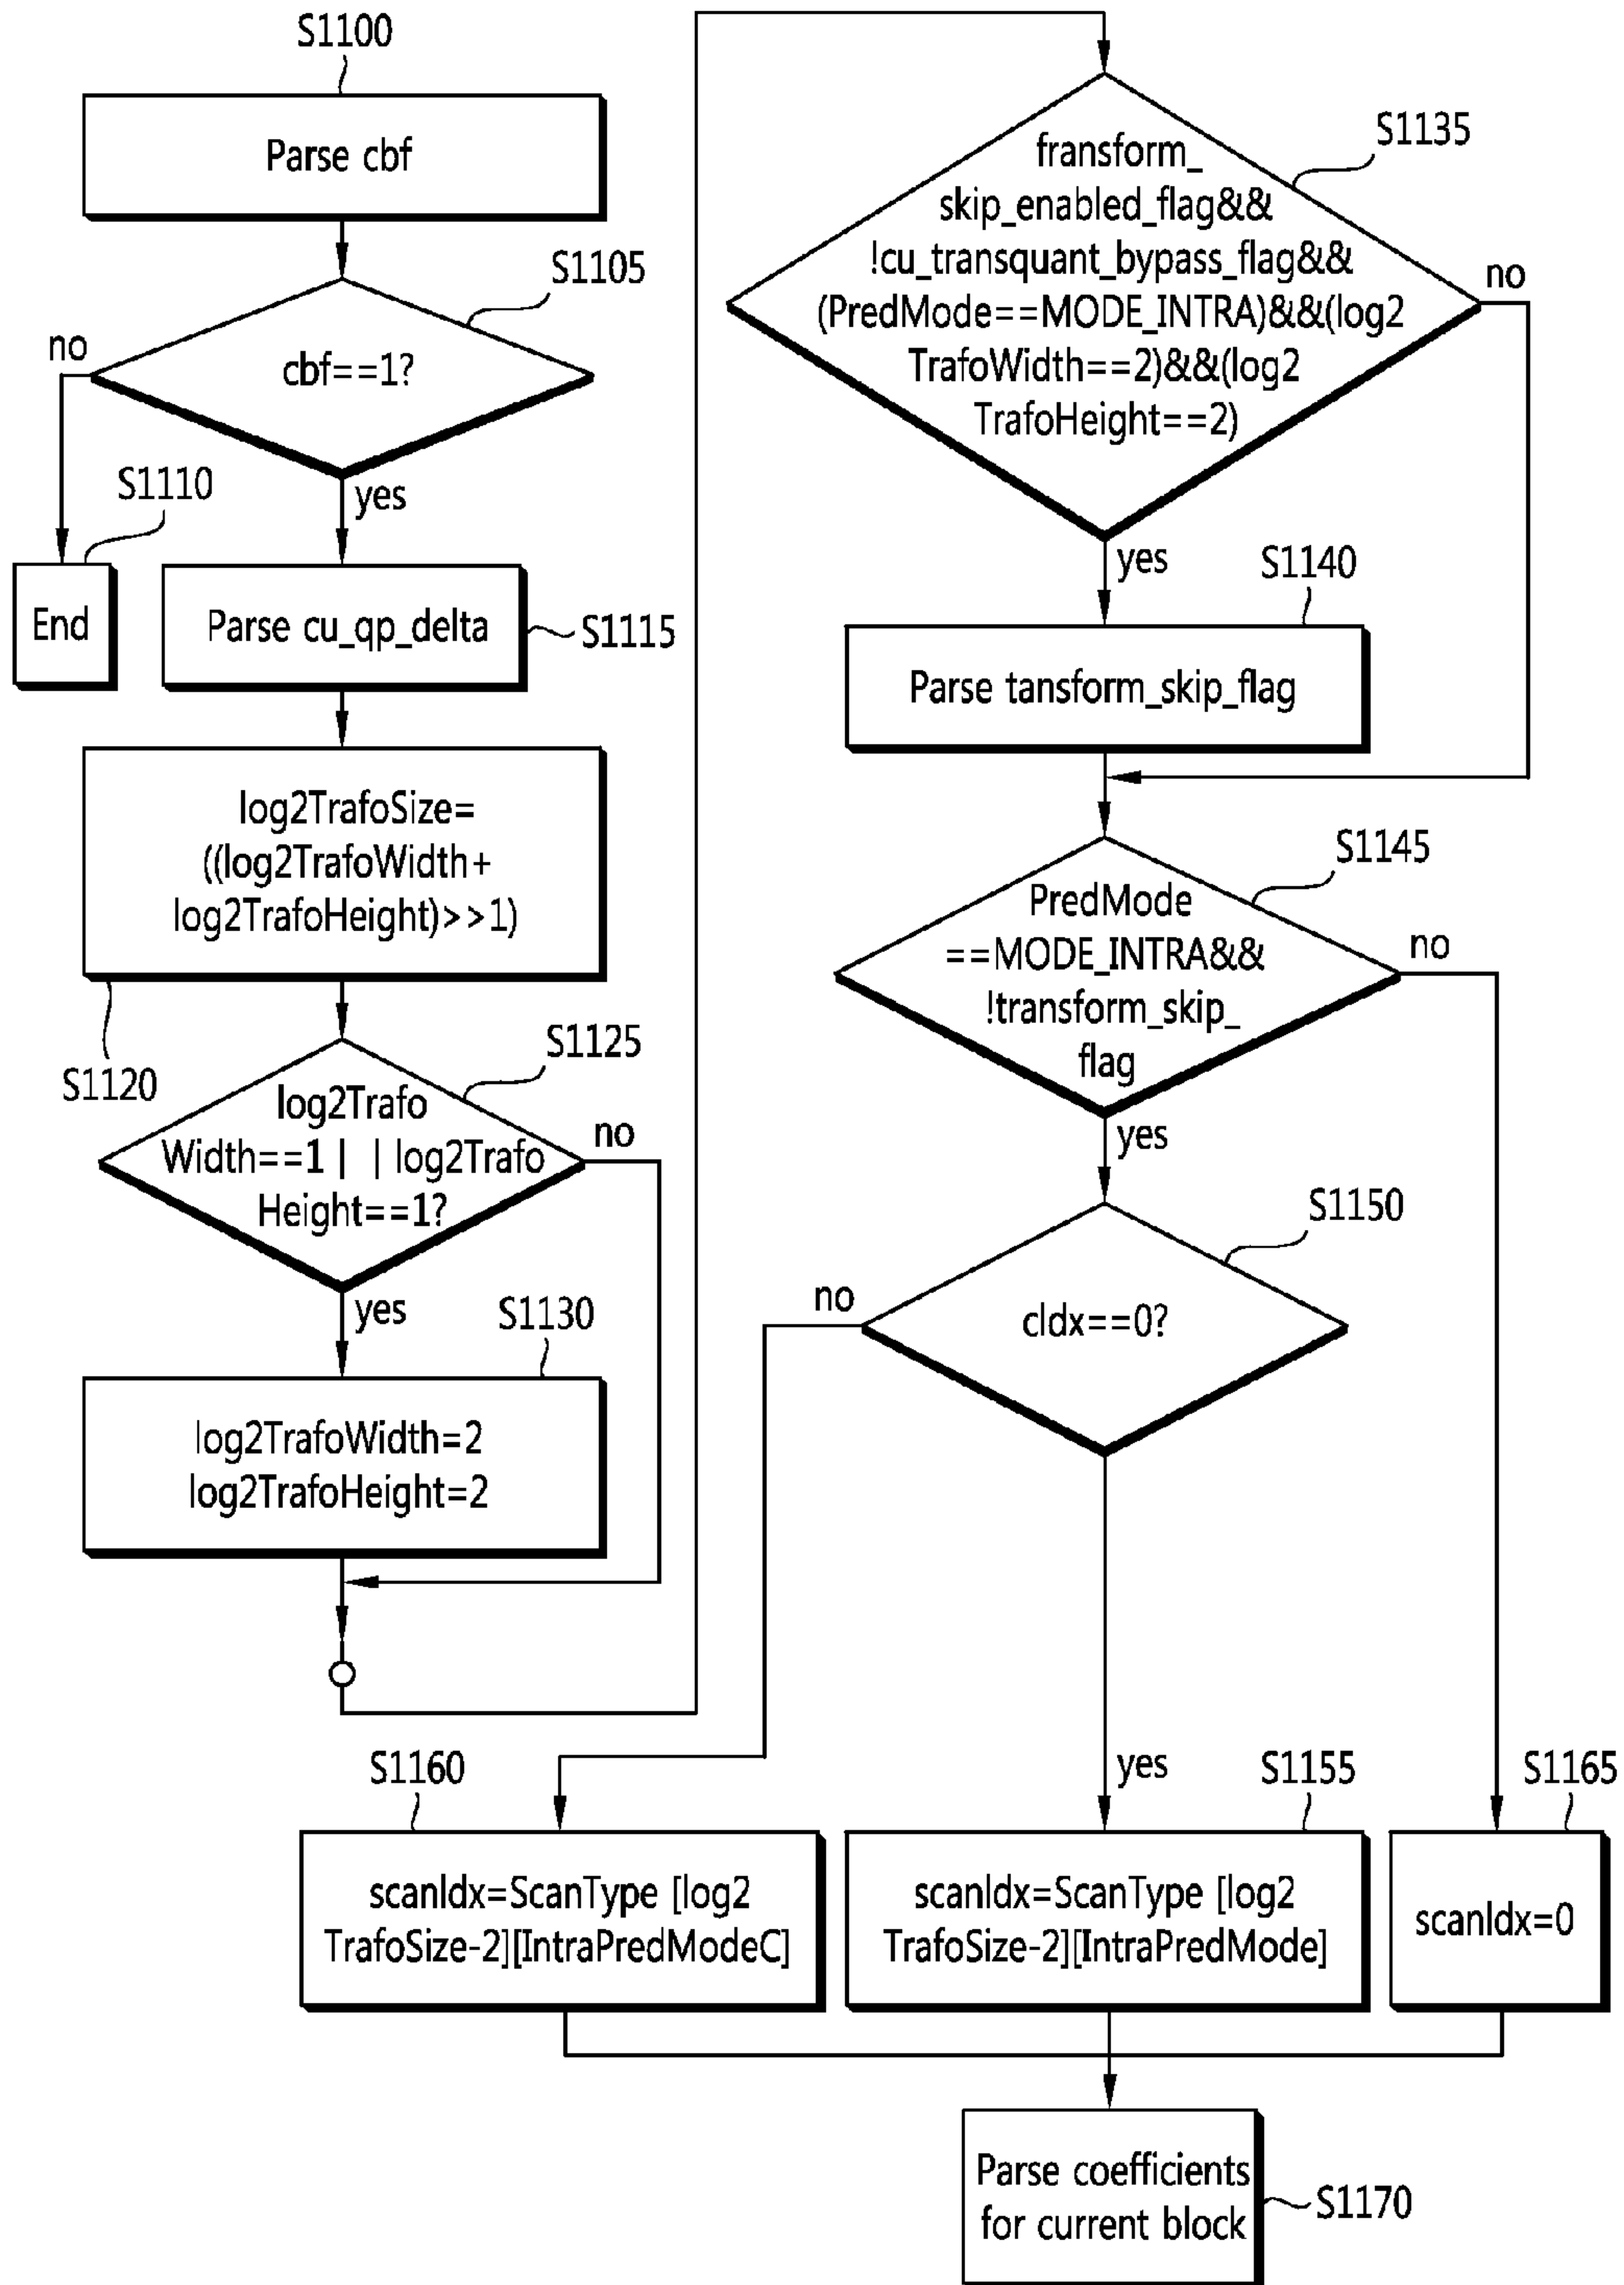 S1100
Parse cbf
S1105
cbf==1?
no
yes
S1110
End
Parse cu_qp_delta
S1115
log2TrafoSize=
((log2TrafoWidth+
log2TrafoHeight)>>1)
S1120
S1125
log2Trafo
Width==1 | | log2Trafo
Height==1?
no
yes
S1130
log2TrafoWidth=2
log2TrafoHeight=2
S1135
fransform_
skip_enabled_flag&&
!cu_transquant_bypass_flag&&
(PredMode==MODE_INTRA)&&(log2
TrafoWidth==2)&&(log2
TrafoHeight==2)
no
yes
S1140
Parse tansform_skip_flag
S1145
PredMode
==MODE_INTRA&&
!transform_skip_
flag
no
yes
S1150
cIdx==0?
no
yes
S1160
scanIdx=ScanType [log2
TrafoSize-2][IntraPredModeC]
S1155
scanIdx=ScanType [log2
TrafoSize-2][IntraPredMode]
S1165
scanIdx=0
Parse coefficients
for current block
S1170